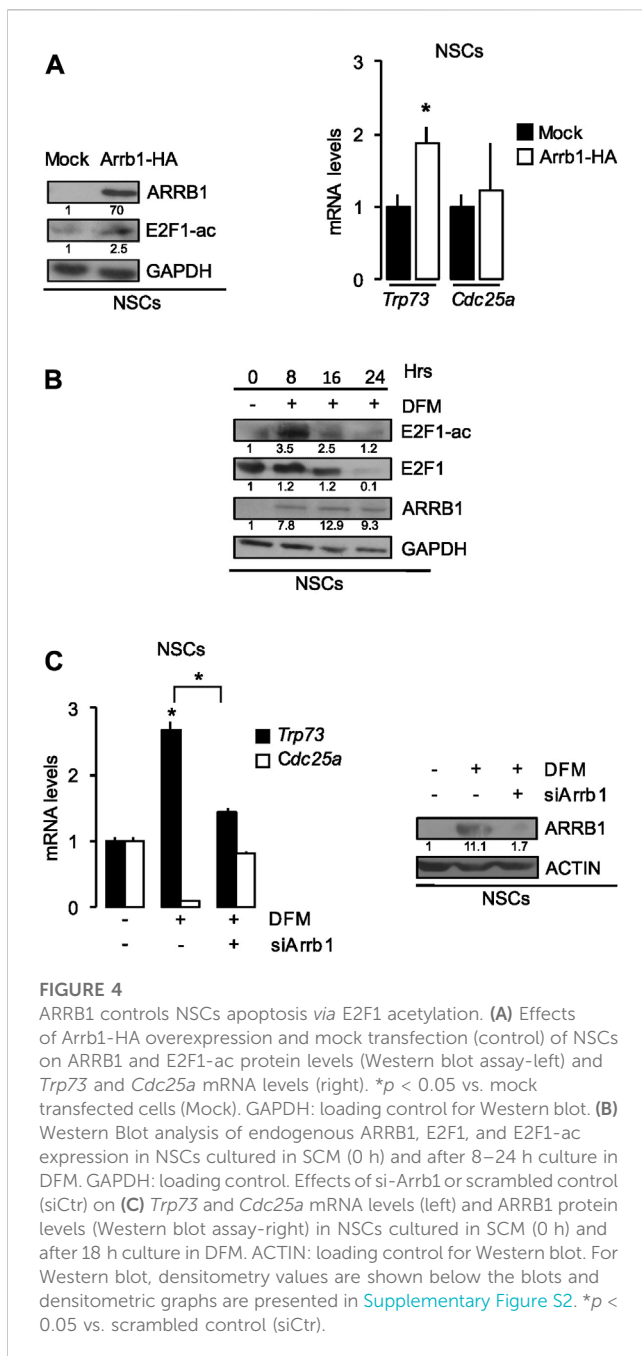 A
NSCs
Mock Arrb1-HA
ARRB1
1 70
E2F1-ac
1 2.5
GAPDH
NSCs
mRNA levels
3
2
1
0
*
Mock
Arrb1-HA
Trp73 Cdc25a
B
0 8 16 24 Hrs
- + + + DFM
E2F1-ac
1 3.5 2.5 1.2
E2F1
1 1.2 1.2 0.1
ARRB1
1 7.8 12.9 9.3
GAPDH
NSCs
C
NSCs
*
mRNA levels
3
2
1
0
*
Trp73
Cdc25a
- + + DFM
- - + siArrb1
- + + DFM
- - + siArrb1
ARRB1
1 11.1 1.7
ACTIN
NSCs
FIGURE 4
ARRB1 controls NSCs apoptosis via E2F1 acetylation. (A) Effects
of Arrb1-HA overexpression and mock transfection (control) of NSCs
on ARRB1 and E2F1-ac protein levels (Western blot assay-left) and
Trp73 and Cdc25a mRNA levels (right). *p < 0.05 vs. mock
transfected cells (Mock). GAPDH: loading control for Western blot. (B)
Western Blot analysis of endogenous ARRB1, E2F1, and E2F1-ac
expression in NSCs cultured in SCM (0 h) and after 8–24 h culture in
DFM. GAPDH: loading control. Effects of si-Arrb1 or scrambled control
(siCtr) on (C) Trp73 and Cdc25a mRNA levels (left) and ARRB1 protein
levels (Western blot assay-right) in NSCs cultured in SCM (0 h) and
after 18 h culture in DFM. ACTIN: loading control for Western blot. For
Western blot, densitometry values are shown below the blots and
densitometric graphs are presented in Supplementary Figure S2. *p <
0.05 vs. scrambled control (siCtr).